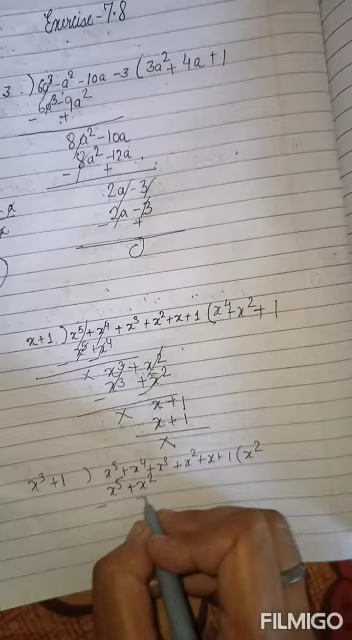 Exercise-7.8
3.) 6a³-a²-10a-3 ( 3a²+4a+1
6a³-9a²
- +
8a²-10a
8a²-12a
- +
2a-3
2a-3
- +
0
x+1 ) x⁵+x⁴+x³+x²+x+1 ( x⁴+x²+1
x⁵+x⁴
- -
x x³+x²
x³+x²
- -
x x+1
x+1
x
x³+1 ) x⁵+x⁴+x³+x²+x+1 ( x²
x⁵+x²
-
FILMIGO